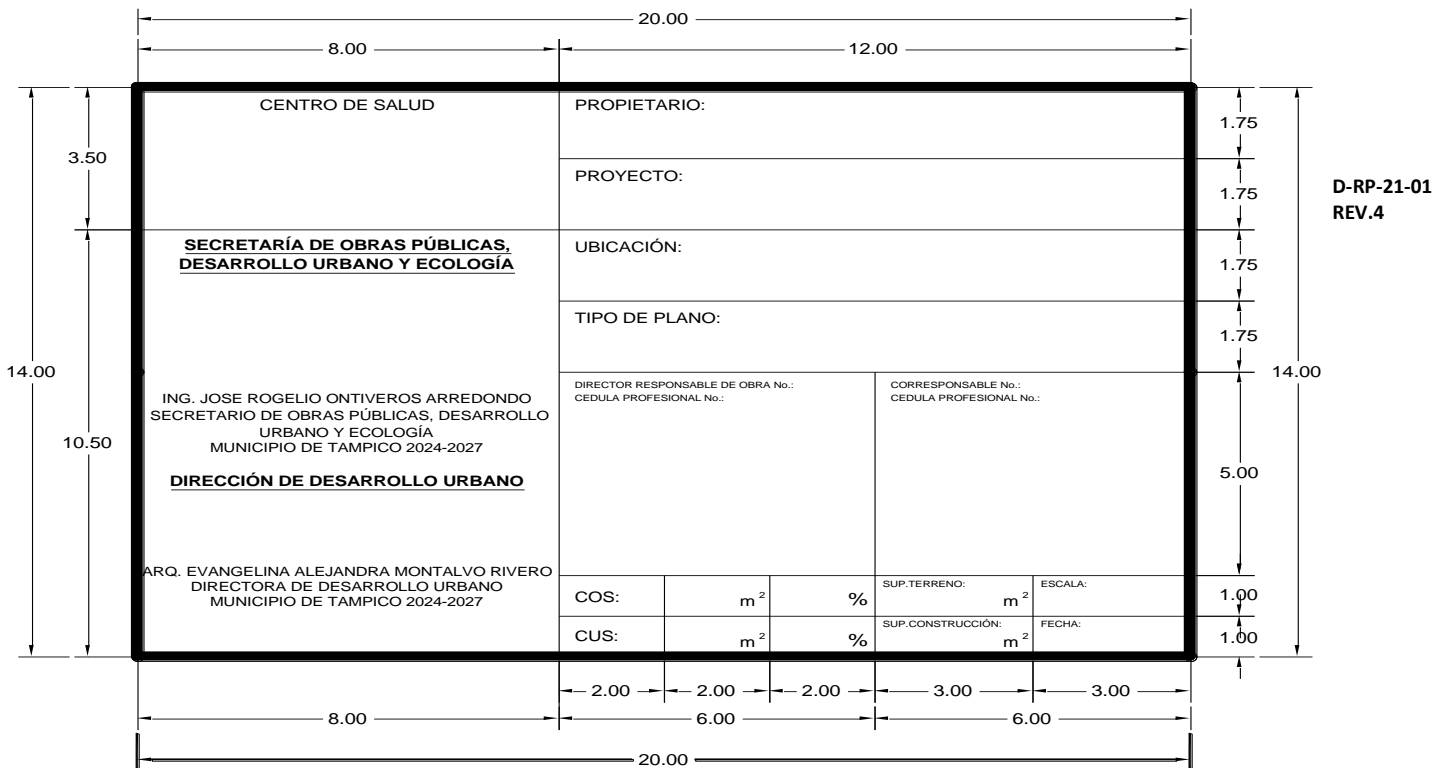 20.00
8.00
12.00
CENTRO DE SALUD
PROPIETARIO:
1.75
3.50
PROYECTO:
1.75
D-RP-21-01
REV.4
SECRETARÍA DE OBRAS PÚBLICAS,
DESARROLLO URBANO Y ECOLOGÍA
UBICACIÓN:
1.75
TIPO DE PLANO:
1.75
14.00
14.00
ING. JOSE ROGELIO ONTIVEROS ARREDONDO
SECRETARIO DE OBRAS PÚBLICAS, DESARROLLO
URBANO Y ECOLOGÍA
MUNICIPIO DE TAMPICO 2024-2027
10.50
DIRECCIÓN DE DESARROLLO URBANO
DIRECTOR RESPONSABLE DE OBRA No.:
CEDULA PROFESIONAL No.:
CORRESPONSABLE No.:
CEDULA PROFESIONAL No.:
5.00
ARQ. EVANGELINA ALEJANDRA MONTALVO RIVERO
DIRECTORA DE DESARROLLO URBANO
MUNICIPIO DE TAMPICO 2024-2027
COS: m² %
SUP.TERRENO: m²
ESCALA:
1.00
CUS: m² %
SUP.CONSTRUCCIÓN: m²
FECHA:
1.00
2.00 2.00 2.00 3.00 3.00
8.00 6.00 6.00
20.00